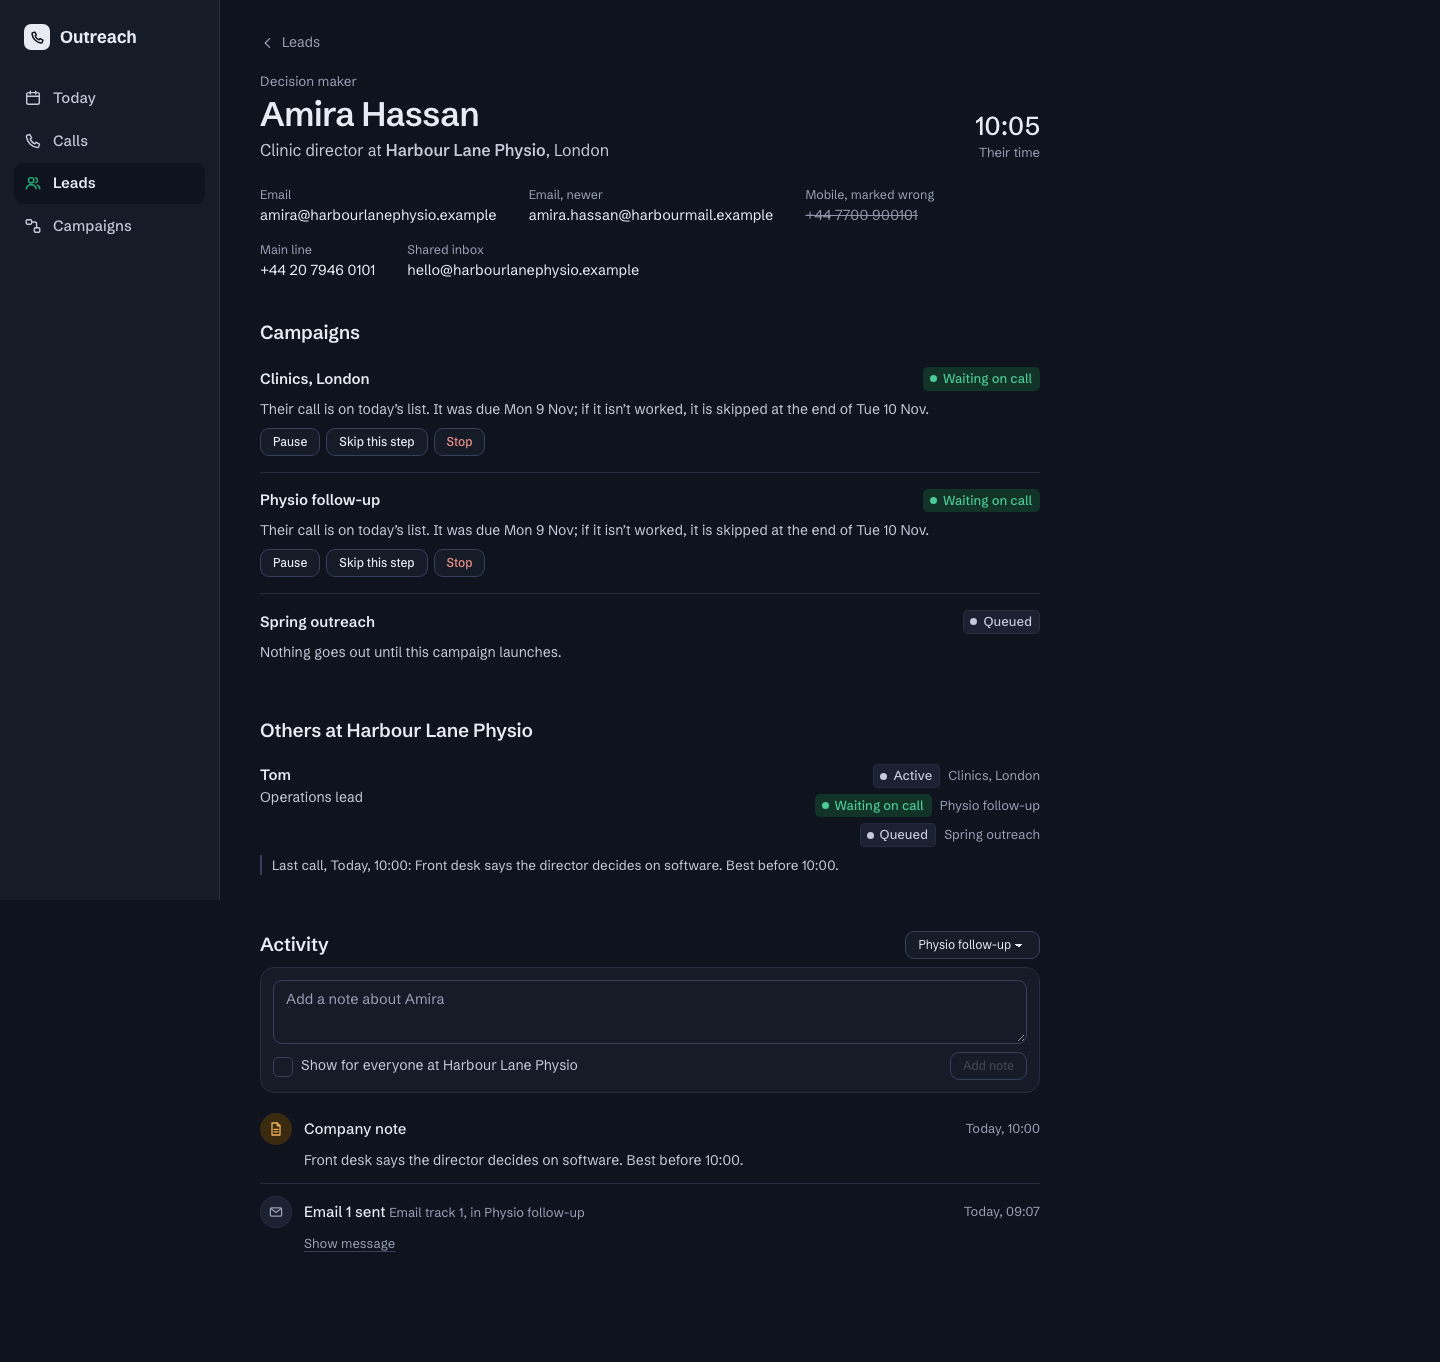 Outreach
Today
Calls
Leads
Campaigns
Leads
Decision maker
Amira Hassan
Clinic director at Harbour Lane Physio, London
10:05
Their time
Email
amira@harbourlanephysio.example
Email, newer
amira.hassan@harbourmail.example
Mobile, marked wrong
+44 7700 900101
Main line
+44 20 7946 0101
Shared inbox
hello@harbourlanephysio.example
Campaigns
Clinics, London
Waiting on call
Their call is on today’s list. It was due Mon 9 Nov; if it isn’t worked, it is skipped at the end of Tue 10 Nov.
Pause
Skip this step
Stop
Physio follow-up
Waiting on call
Their call is on today’s list. It was due Mon 9 Nov; if it isn’t worked, it is skipped at the end of Tue 10 Nov.
Pause
Skip this step
Stop
Spring outreach
Queued
Nothing goes out until this campaign launches.
Others at Harbour Lane Physio
Tom
Operations lead
Active Clinics, London
Waiting on call Physio follow-up
Queued Spring outreach
Last call, Today, 10:00: Front desk says the director decides on software. Best before 10:00.
Activity
Physio follow-up
Add a note about Amira
Show for everyone at Harbour Lane Physio
Add note
Company note
Today, 10:00
Front desk says the director decides on software. Best before 10:00.
Email 1 sent Email track 1, in Physio follow-up
Today, 09:07
Show message